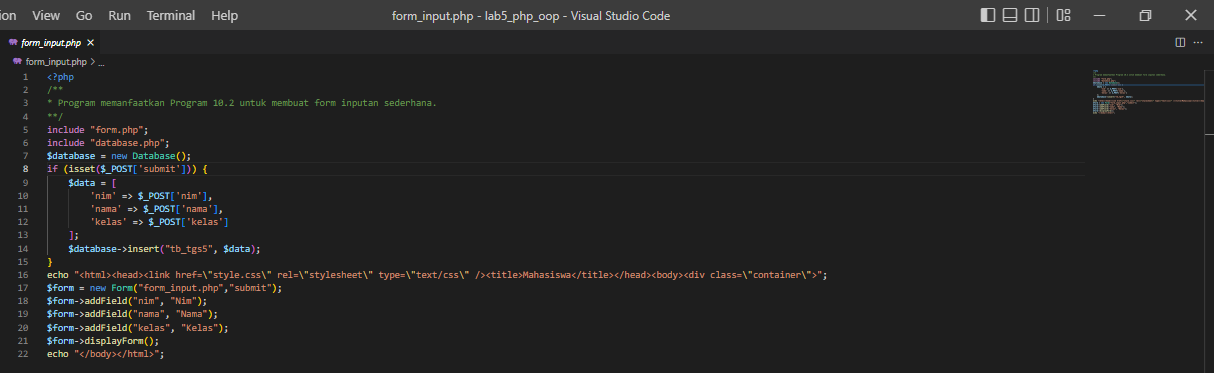 ion View Go Run Terminal Help form_input.php - lab5_php_oop - Visual Studio Code
form_input.php
form_input.php > ...
1 <?php
2 /**
3 * Program memanfaatkan Program 10.2 untuk membuat form inputan sederhana.
4 **/
5 include "form.php";
6 include "database.php";
7 $database = new Database();
8 if (isset($_POST['submit'])) {
9 $data = [
10 'nim' => $_POST['nim'],
11 'nama' => $_POST['nama'],
12 'kelas' => $_POST['kelas']
13 ];
14 $database->insert("tb_tgs5", $data);
15 }
16 echo "<html><head><link href=\"style.css\" rel=\"stylesheet\" type=\"text/css\" /><title>Mahasiswa</title></head><body><div class=\"container\">";
17 $form = new Form("form_input.php","submit");
18 $form->addField("nim", "Nim");
19 $form->addField("nama", "Nama");
20 $form->addField("kelas", "Kelas");
21 $form->displayForm();
22 echo "</body></html>";